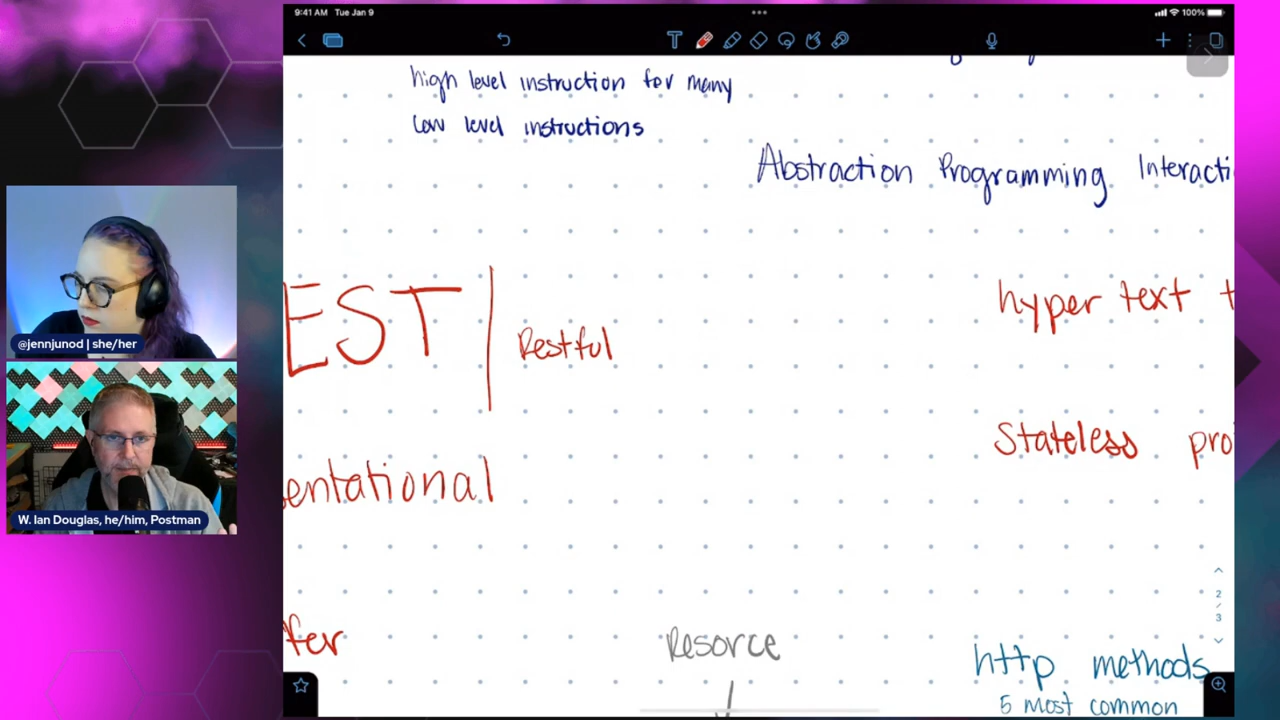 9:41 AM Tue Jan 9
100%
high level instruction for many
low level instructions
Abstraction Programming Interacti
EST
Restful
hyper text t
Stateless pro
entational
fer
Resorce
http methods
5 most common
2
/
3
@jennjunod | she/her
W. Ian Douglas, he/him, Postman